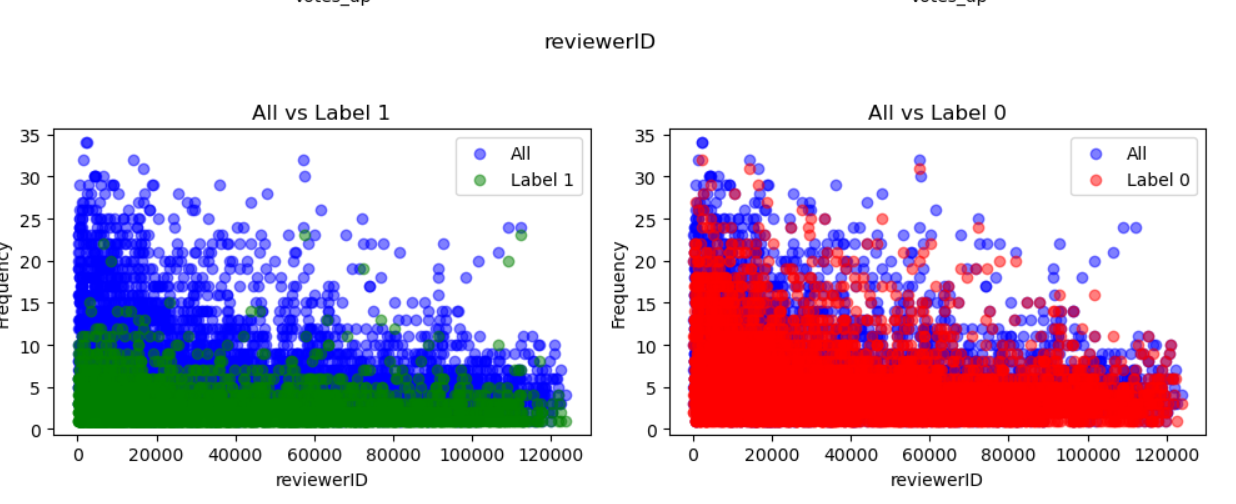 votes_up votes_up
reviewerID
All vs Label 1
35
30
25
20
15
10
5
0
Frequency
All
Label 1
0 20000 40000 60000 80000 100000 120000
reviewerID
All vs Label 0
35
30
25
20
15
10
5
0
Frequency
All
Label 0
0 20000 40000 60000 80000 100000 120000
reviewerID